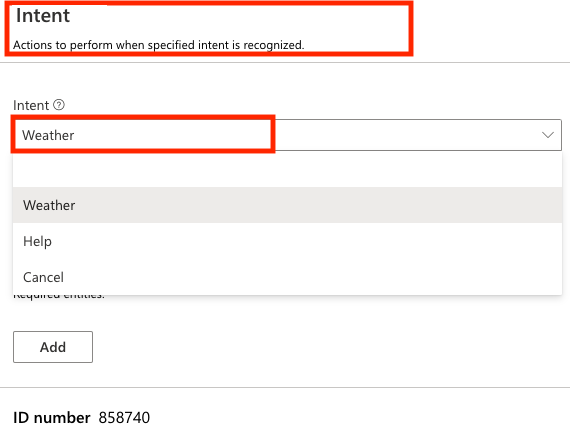 Intent
Actions to perform when specified intent is recognized.
Intent
Weather
Weather
Help
Cancel
Required entities.
Add
ID number 858740